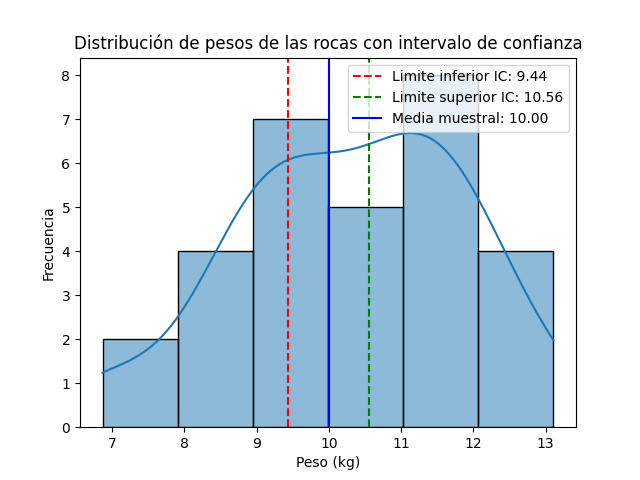 Distribución de pesos de las rocas con intervalo de confianza
8
7
6
5
4
3
2
1
0
Frecuencia
Limite inferior IC: 9.44
Limite superior IC: 10.56
Media muestral: 10.00
7 8 9 10 11 12 13
Peso (kg)